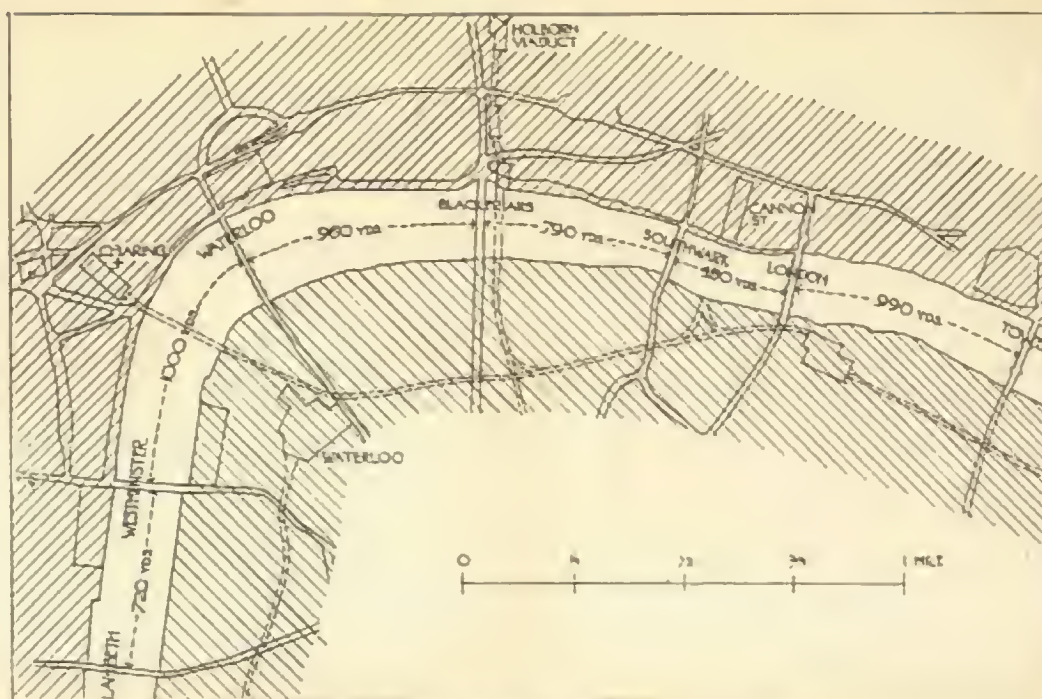 HOLBORN
VIADUCT
CHARING +
WATERLOO
960 YDS
BLACKFRIARS
790 YDS
SOUTHWARK
CANNON
ST
LONDON
990 YDS
1000 YDS
WESTMINSTER
WATERLOO
720 YDS
LAMBETH
0
1 MILE